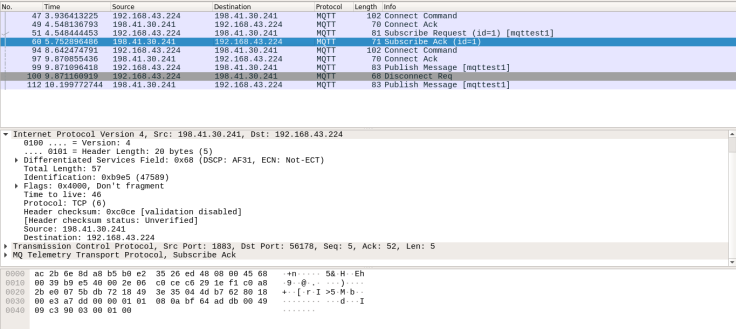 No. Time Source Destination Protocol Length Info
47 3.936413225 192.168.43.224 198.41.30.241 MQTT 102 Connect Command
49 4.548136793 198.41.30.241 192.168.43.224 MQTT 70 Connect Ack
51 4.548444453 192.168.43.224 198.41.30.241 MQTT 81 Subscribe Request (id=1) [mqttest1]
60 5.752896486 198.41.30.241 192.168.43.224 MQTT 71 Subscribe Ack (id=1)
94 8.642474791 192.168.43.224 198.41.30.241 MQTT 102 Connect Command
97 9.870855436 198.41.30.241 192.168.43.224 MQTT 70 Connect Ack
99 9.871096418 192.168.43.224 198.41.30.241 MQTT 83 Publish Message [mqttest1]
100 9.871160919 192.168.43.224 198.41.30.241 MQTT 68 Disconnect Req
112 10.199772744 198.41.30.241 192.168.43.224 MQTT 83 Publish Message [mqttest1]
Internet Protocol Version 4, Src: 198.41.30.241, Dst: 192.168.43.224
0100 .... = Version: 4
.... 0101 = Header Length: 20 bytes (5)
Differentiated Services Field: 0x68 (DSCP: AF31, ECN: Not-ECT)
Total Length: 57
Identification: 0xb9e5 (47589)
Flags: 0x4000, Don't fragment
Time to live: 46
Protocol: TCP (6)
Header checksum: 0xc0ce [validation disabled]
[Header checksum status: Unverified]
Source: 198.41.30.241
Destination: 192.168.43.224
Transmission Control Protocol, Src Port: 1883, Dst Port: 56178, Seq: 5, Ack: 52, Len: 5
MQ Telemetry Transport Protocol, Subscribe Ack
0000 ac 2b 6e 8d a8 b5 b0 e2 35 26 ed 48 08 00 45 68 ·+n····· 5&·H··Eh
0010 00 39 b9 e5 40 00 2e 06 c0 ce c6 29 1e f1 c0 a8 ·9··@·.· ···)····
0020 2b e0 07 5b db 72 18 49 3e 35 04 4d b7 62 80 18 +··[·r·I >5·M·b··
0030 00 e3 a7 dd 00 00 01 01 08 0a bf 64 ad db 00 49 ········ ···d···I
0040 09 c3 90 03 00 01 00 ·······